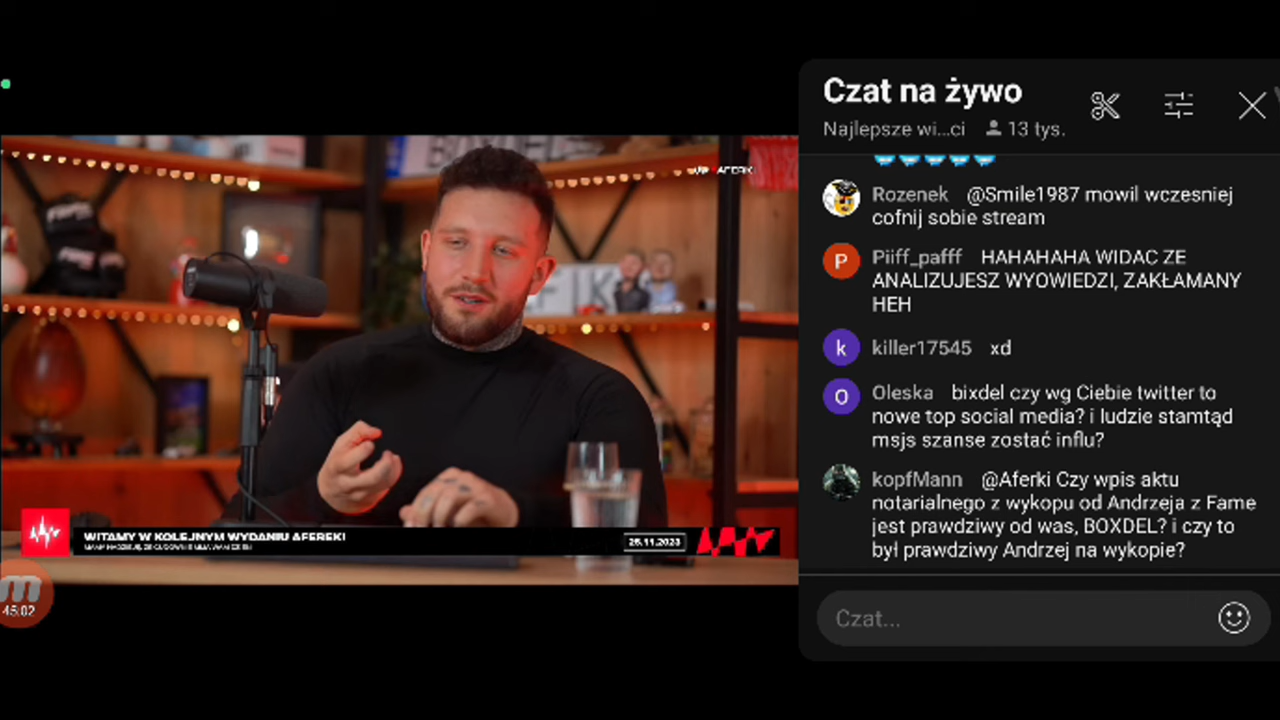 Czat na żywo
Najlepsze wi...ci 13 tys.
Rozenek @Smile1987 mowil wczesniej
cofnij sobie stream
Piiff_pafff HAHAHAHA WIDAC ZE
ANALIZUJESZ WYOWIEDZI, ZAKŁAMANY
HEH
killer17545 xd
Oleska bixdel czy wg Ciebie twitter to
nowe top social media? i ludzie stamtąd
msjs szanse zostać influ?
kopfMann @Aferki Czy wpis aktu
notarialnego z wykopu od Andrzeja z Fame
jest prawdziwy od was, BOXDEL? i czy to
był prawdziwy Andrzej na wykopie?
Czat...
WITAMY W KOLEJNYM WYDANIU AFEREK!
26.11.2023
45:02